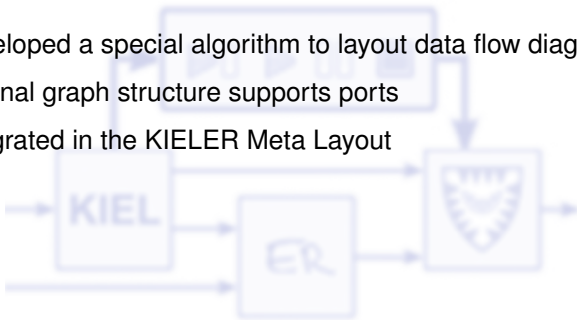 eloped a special algorithm to layout data flow diag
nal graph structure supports ports
grated in the KIELER Meta Layout
KIEL
ER